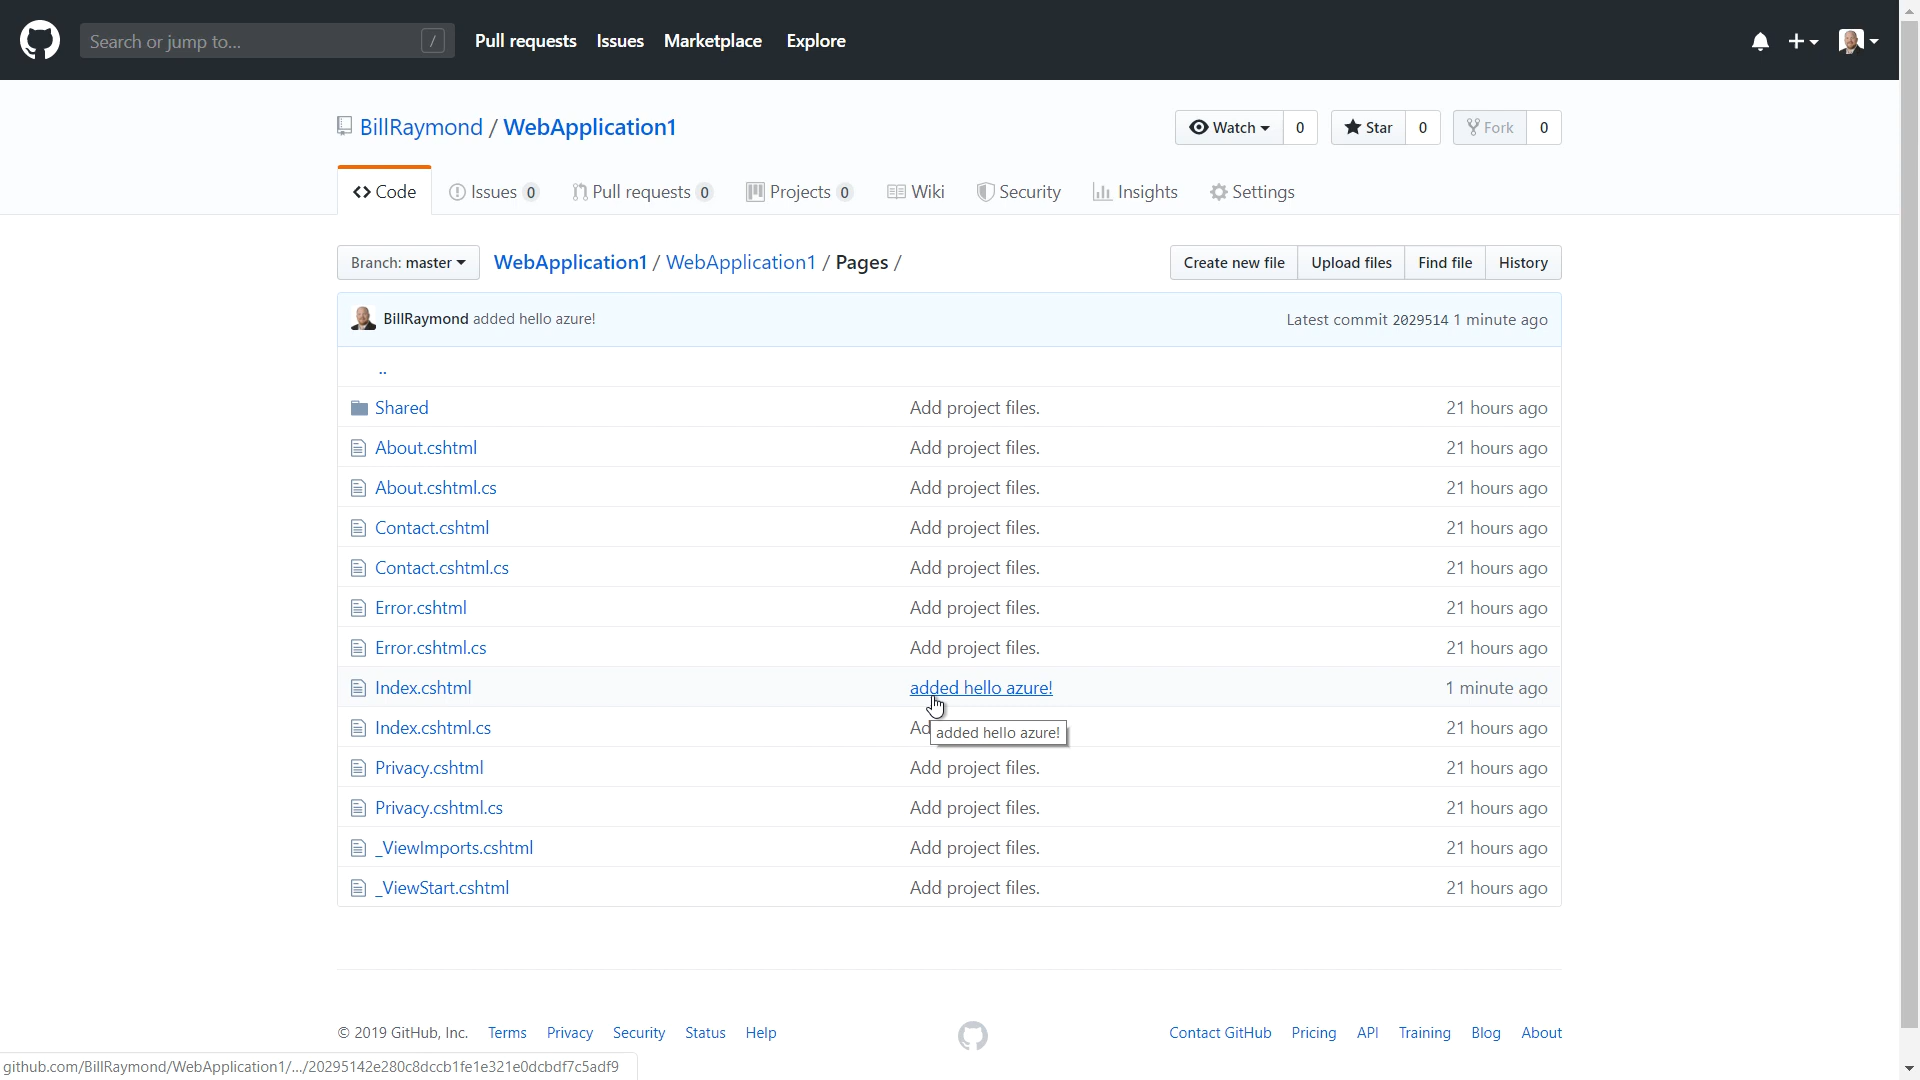 Search or jump to... / Pull requests Issues Marketplace Explore
BillRaymond / WebApplication1 Watch 0 Star 0 Fork 0
Code Issues 0 Pull requests 0 Projects 0 Wiki Security Insights Settings
Branch: master WebApplication1 / WebApplication1 / Pages / Create new file Upload files Find file History
BillRaymond added hello azure! Latest commit 2029514 1 minute ago
..
Shared Add project files. 21 hours ago
About.cshtml Add project files. 21 hours ago
About.cshtml.cs Add project files. 21 hours ago
Contact.cshtml Add project files. 21 hours ago
Contact.cshtml.cs Add project files. 21 hours ago
Error.cshtml Add project files. 21 hours ago
Error.cshtml.cs Add project files. 21 hours ago
Index.cshtml added hello azure! 1 minute ago
Index.cshtml.cs Ad 21 hours ago
added hello azure!
Privacy.cshtml Add project files. 21 hours ago
Privacy.cshtml.cs Add project files. 21 hours ago
_ViewImports.cshtml Add project files. 21 hours ago
_ViewStart.cshtml Add project files. 21 hours ago
© 2019 GitHub, Inc. Terms Privacy Security Status Help Contact GitHub Pricing API Training Blog About
github.com/BillRaymond/WebApplication1/.../20295142e280c8dccb1fe1e321e0dcbdf7c5adf9